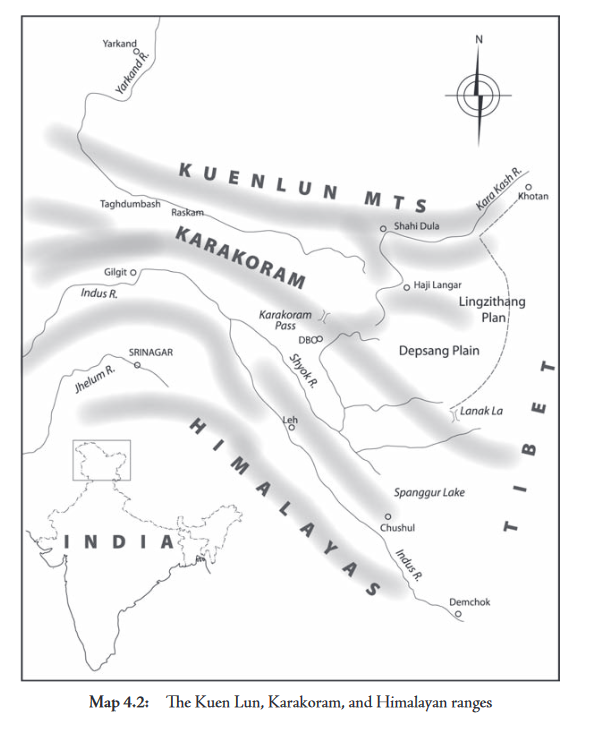 Yarkand
Yarkand R.
N
KUENLUN MTS
Kara Kash R.
Khotan
Taghdumbash
Raskam
Shahi Dula
KARAKORAM
Gilgit
Indus R.
Haji Langar
Lingzithang
Plan
Karakoram
Pass
DBO
Depsang Plain
SRINAGAR
Jhelum R.
Shyok R.
TIBET
Lanak La
Leh
HIMALAYAS
Spanggur Lake
Chushul
INDIA
Indus R.
Demchok
Map 4.2: The Kuen Lun, Karakoram, and Himalayan ranges